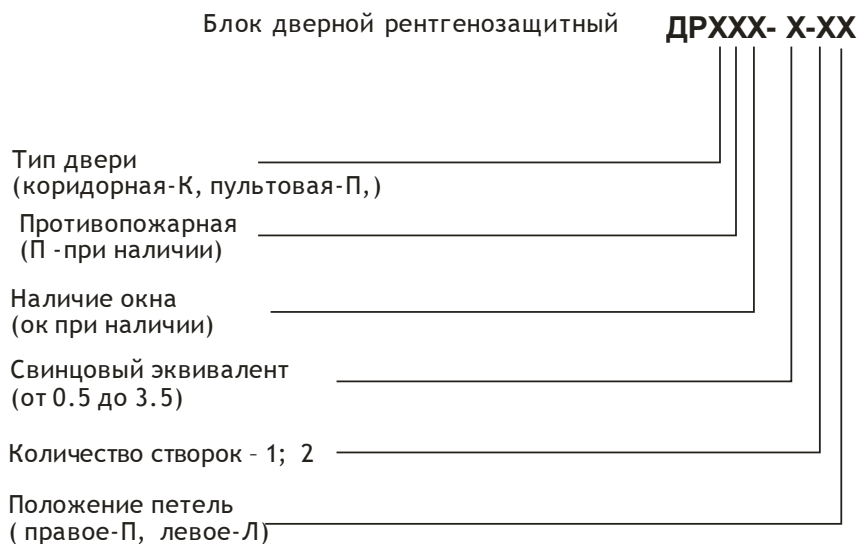 Блок дверной рентгенозащитный ДРХХХ- Х-ХХ
Тип двери
(коридорная-К, пультовая-П,)
Противопожарная
(П -при наличии)
Наличие окна
(ок при наличии)
Свинцовый эквивалент
(от 0.5 до 3.5)
Количество створок – 1; 2
Положение петель
( правое-П, левое-Л)